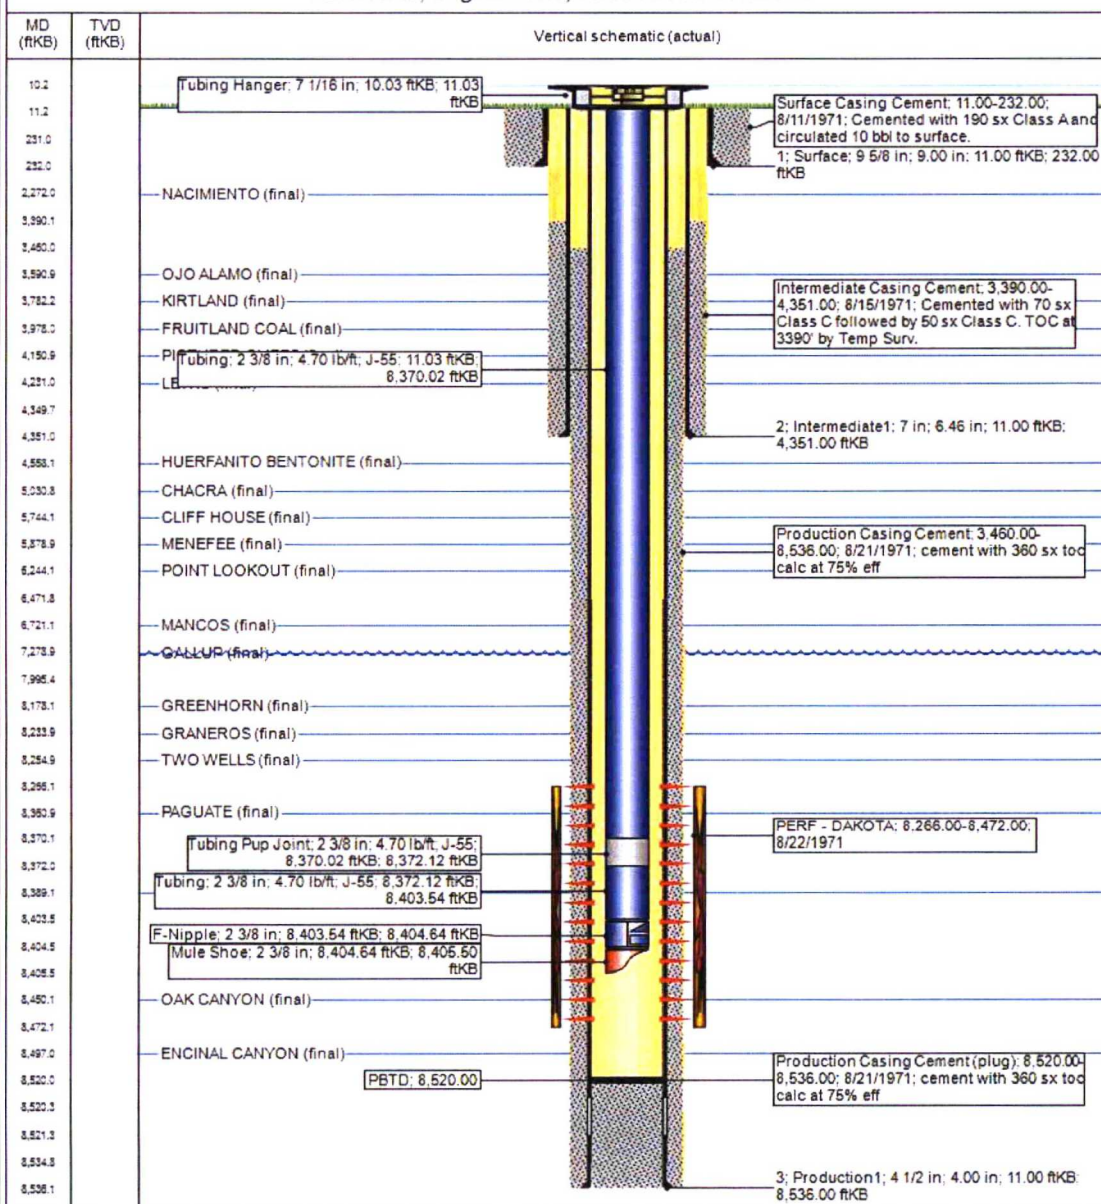 MD
(ftKB)
TVD
(ftKB)
Vertical schematic (actual)
10.2
11.2
231.0
232.0
2,272.0
3,390.1
3,460.0
3,590.9
3,782.2
3,978.0
4,150.9
4,231.0
4,349.7
4,351.0
4,558.1
5,030.8
5,744.1
5,878.9
6,244.1
6,471.8
6,721.1
7,278.9
7,995.4
8,178.1
8,233.9
8,254.9
8,266.1
8,350.9
8,370.1
8,372.0
8,389.1
8,403.5
8,404.5
8,405.5
8,450.1
8,472.1
8,497.0
8,520.0
8,520.3
8,521.3
8,534.8
8,536.1
Tubing Hanger; 7 1/16 in; 10.03 ftKB; 11.03
ftKB
NACIMIENTO (final)
OJO ALAMO (final)
KIRTLAND (final)
FRUITLAND COAL (final)
Tubing; 2 3/8 in; 4.70 lb/ft; J-55; 11.03 ftKB;
8,370.02 ftKB
HUERFANITO BENTONITE (final)
CHACRA (final)
CLIFF HOUSE (final)
MENEFEE (final)
POINT LOOKOUT (final)
MANCOS (final)
GALLUP (final)
GREENHORN (final)
GRANEROS (final)
TWO WELLS (final)
PAGUATE (final)
Tubing Pup Joint; 2 3/8 in; 4.70 lb/ft; J-55;
8,370.02 ftKB; 8,372.12 ftKB
Tubing; 2 3/8 in; 4.70 lb/ft; J-55; 8,372.12 ftKB;
8,403.54 ftKB
F-Nipple; 2 3/8 in; 8,403.54 ftKB; 8,404.64 ftKB
Mule Shoe; 2 3/8 in; 8,404.64 ftKB; 8,405.50
ftKB
OAK CANYON (final)
ENCINAL CANYON (final)
PBTD; 8,520.00
Surface Casing Cement; 11.00-232.00;
8/11/1971; Cemented with 190 sx Class A and
circulated 10 bbl to surface.
1; Surface; 9 5/8 in; 9.00 in; 11.00 ftKB; 232.00
ftKB
Intermediate Casing Cement; 3,390.00-
4,351.00; 8/15/1971; Cemented with 70 sx
Class C followed by 50 sx Class C. TOC at
3390' by Temp Surv.
2; Intermediate1; 7 in; 6.46 in; 11.00 ftKB;
4,351.00 ftKB
Production Casing Cement; 3,460.00-
8,536.00; 8/21/1971; cement with 360 sx toc
calc at 75% eff
PERF - DAKOTA; 8,266.00-8,472.00;
8/22/1971
Production Casing Cement (plug); 8,520.00-
8,536.00; 8/21/1971; cement with 360 sx toc
calc at 75% eff
3; Production1; 4 1/2 in; 4.00 in; 11.00 ftKB;
8,536.00 ftKB